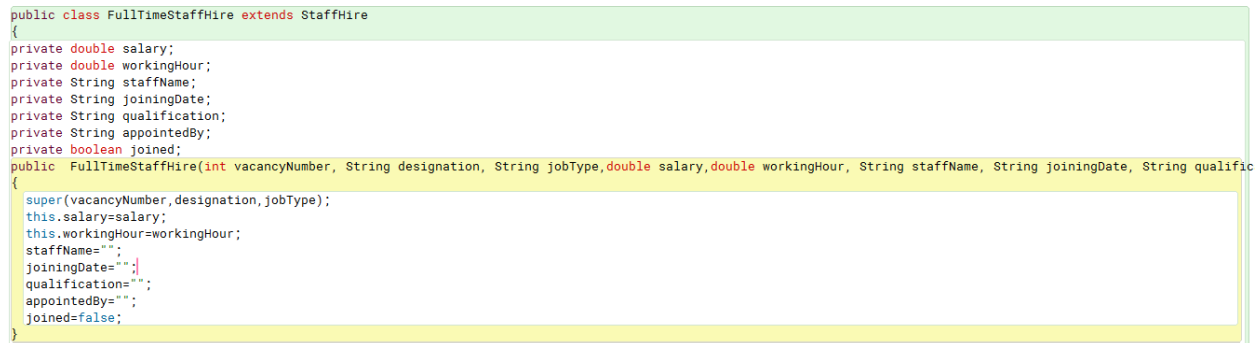 public class FullTimeStaffHire extends StaffHire
{
private double salary;
private double workingHour;
private String staffName;
private String joiningDate;
private String qualification;
private String appointedBy;
private boolean joined;
public  FullTimeStaffHire(int vacancyNumber, String designation, String jobType,double salary,double workingHour, String staffName, String joiningDate, String qualific
{
super(vacancyNumber,designation,jobType);
this.salary=salary;
this.workingHour=workingHour;
staffName="";
joiningDate="";
qualification="";
appointedBy="";
joined=false;
}